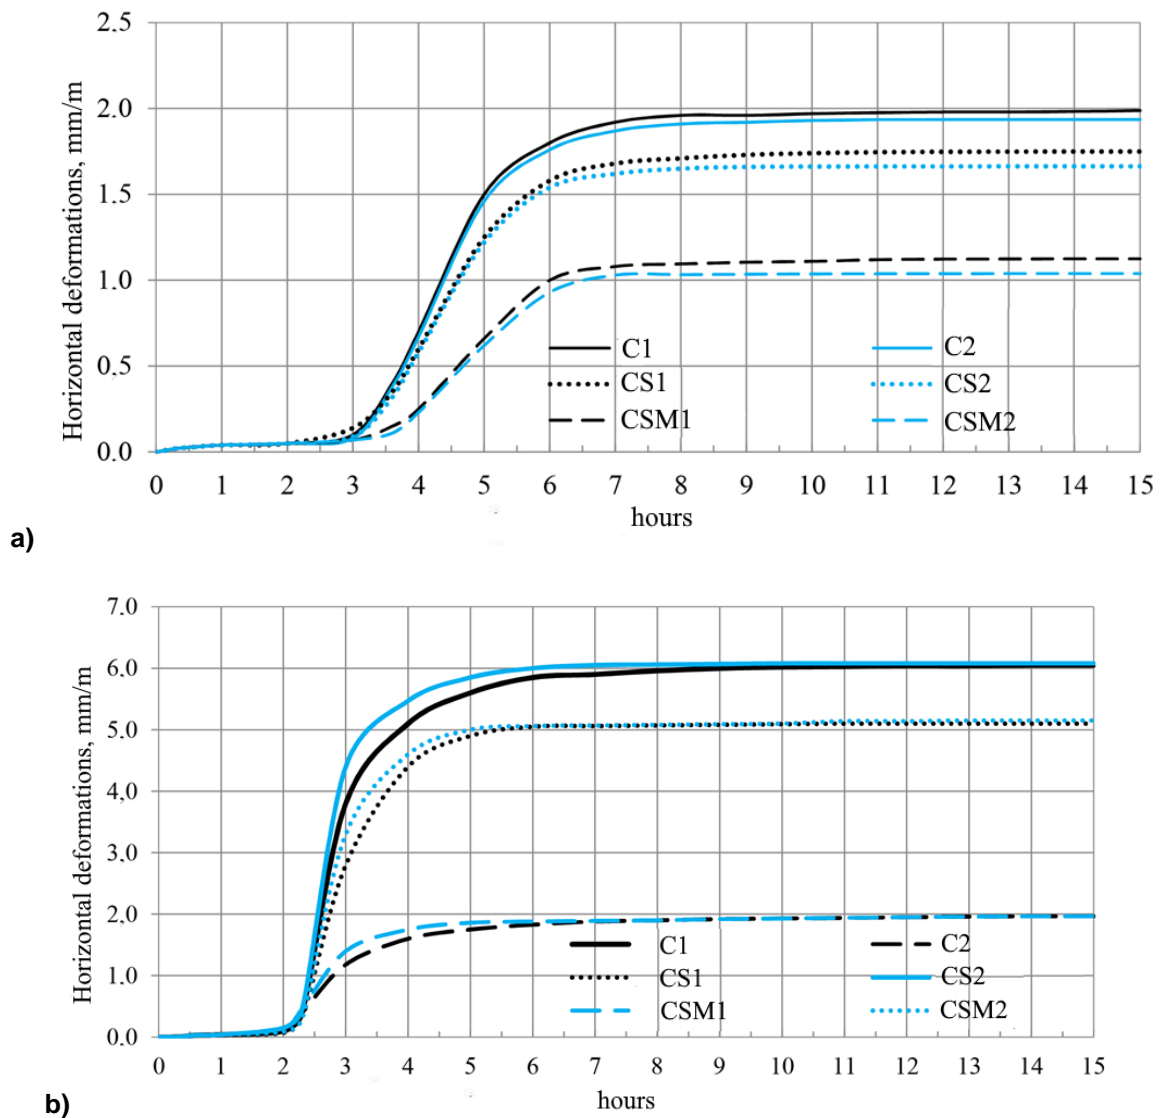 2.5
2.0
1.5
1.0
0.5
0.0
Horizontal deformations, mm/m
C1 C2
CS1 CS2
CSM1 CSM2
0 1 2 3 4 5 6 7 8 9 10 11 12 13 14 15
hours
a)
7.0
6.0
5.0
4,0
3.0
2.0
1.0
0.0
Horizontal deformations, mm/m
C1 C2
CS1 CS2
CSM1 CSM2
0 1 2 3 4 5 6 7 8 9 10 11 12 13 14 15
hours
b)